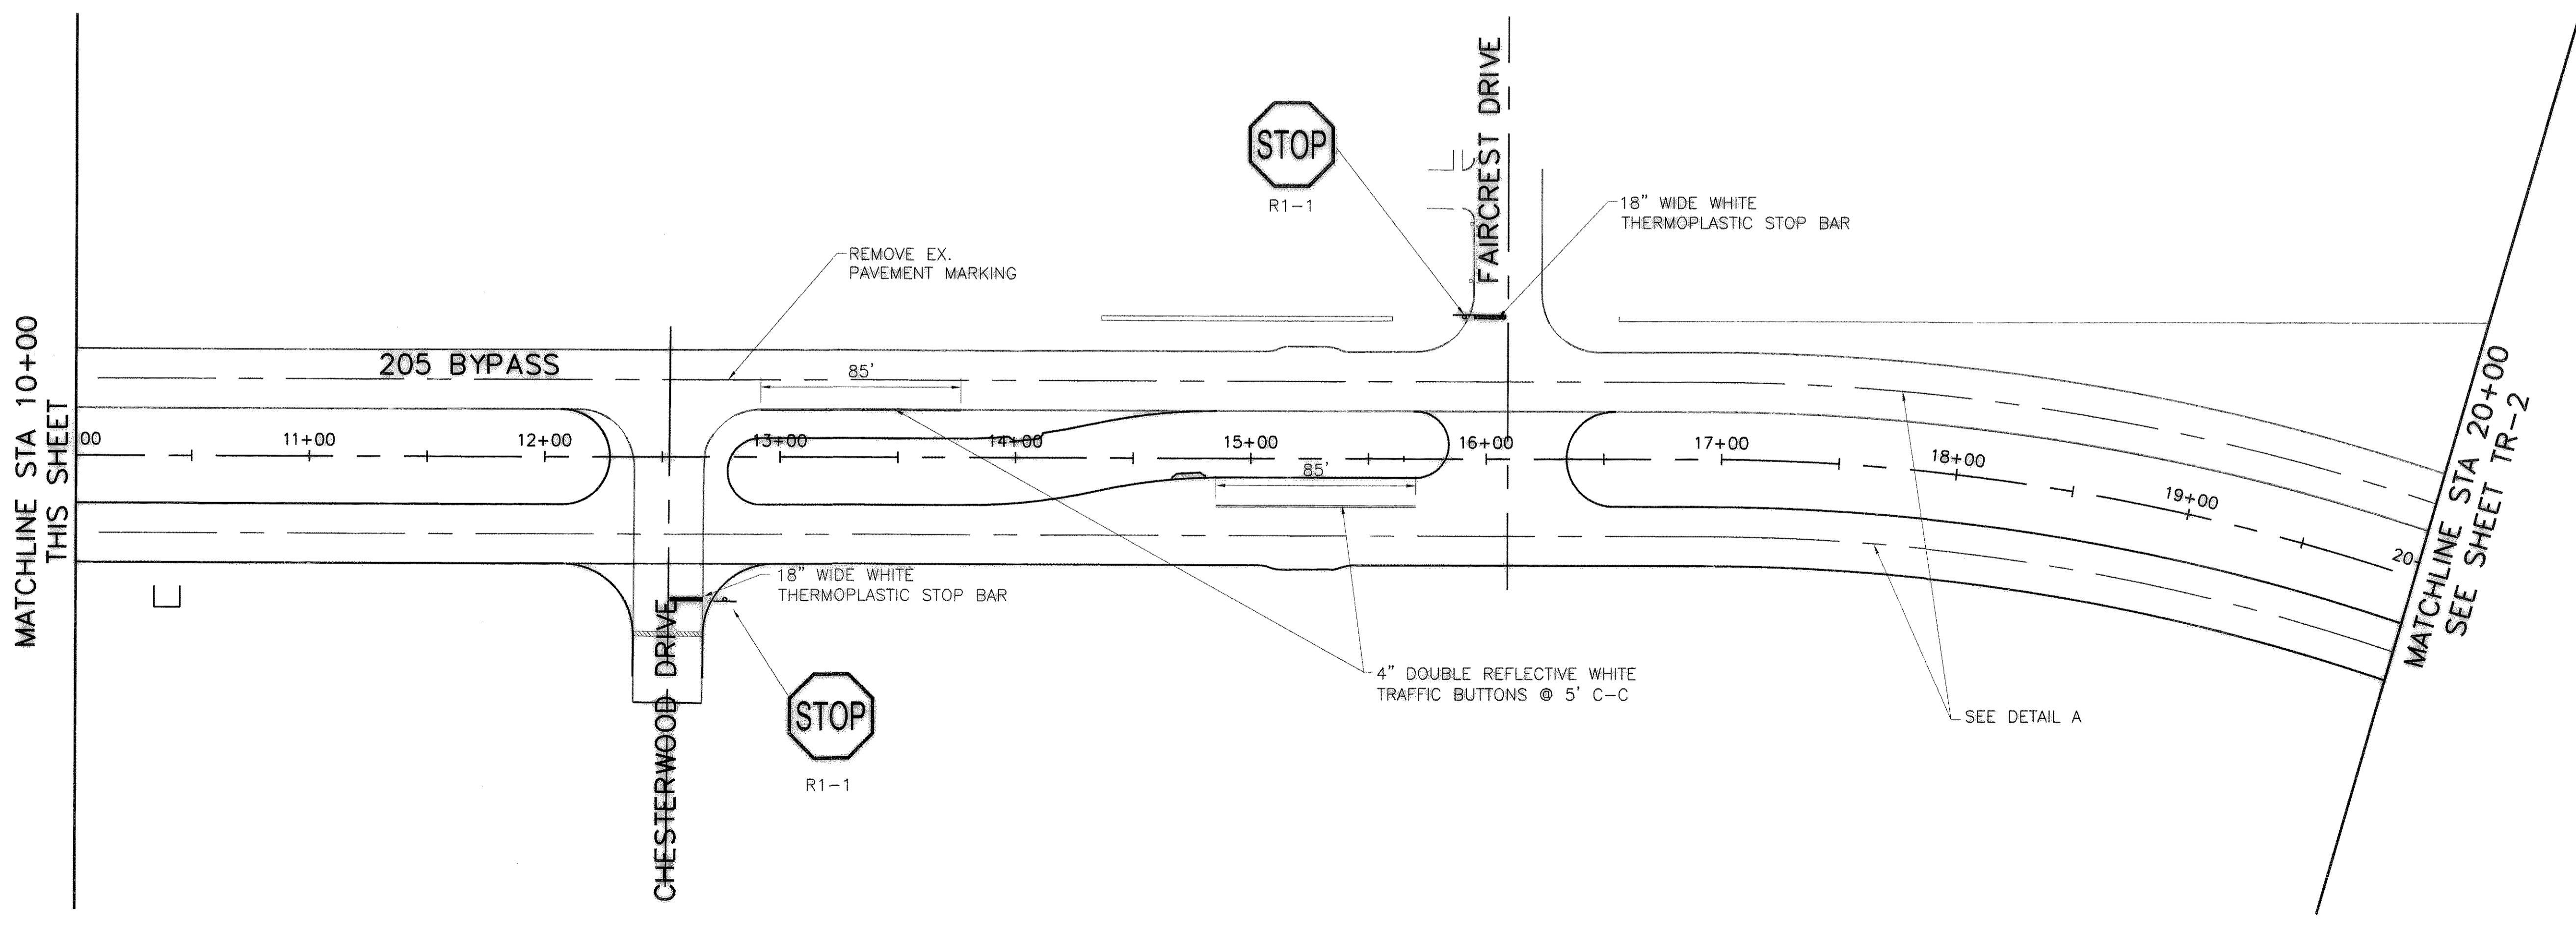 MATCHLINE STA 10+00
THIS SHEET
205 BYPASS
REMOVE EX.
PAVEMENT MARKING
85'
STOP
R1-1
FAIRCREST DRIVE
18" WIDE WHITE
THERMOPLASTIC STOP BAR
00
11+00
12+00
13+00
14+00
15+00
16+00
17+00
18+00
19+00
20
85'
18" WIDE WHITE
THERMOPLASTIC STOP BAR
CHESTERWOOD DRIVE
STOP
R1-1
4" DOUBLE REFLECTIVE WHITE
TRAFFIC BUTTONS @ 5' C-C
SEE DETAIL A
MATCHLINE STA 20+00
SEE SHEET TR-2